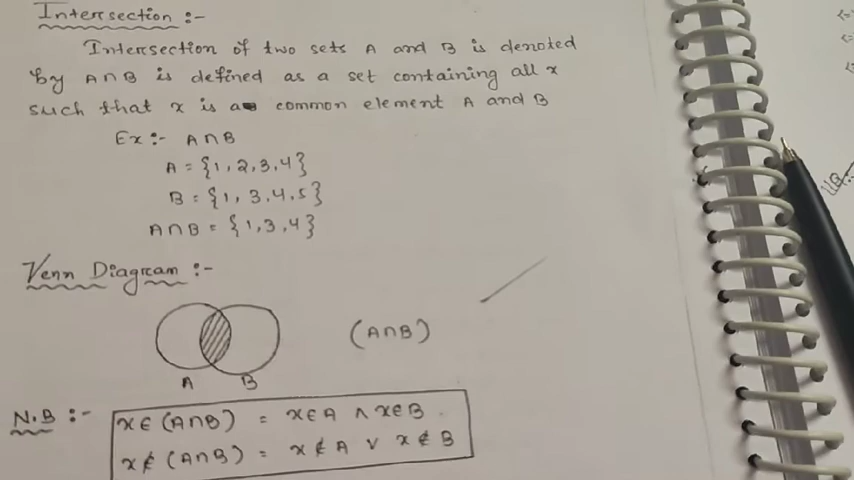 Intersection :-
Intersection of two sets A and B is denoted
by A∩B is defined as a set containing all x
such that x is a common element A and B
Ex :- A∩B
A = {1, 2, 3, 4}
B = {1, 3, 4, 5}
A∩B = {1, 3, 4}
Venn Diagram :-
(A∩B)
A B
N.B :-
x ∈ (A∩B) = x ∈ A ∧ x ∈ B
x ∉ (A∩B) = x ∉ A ∨ x ∉ B